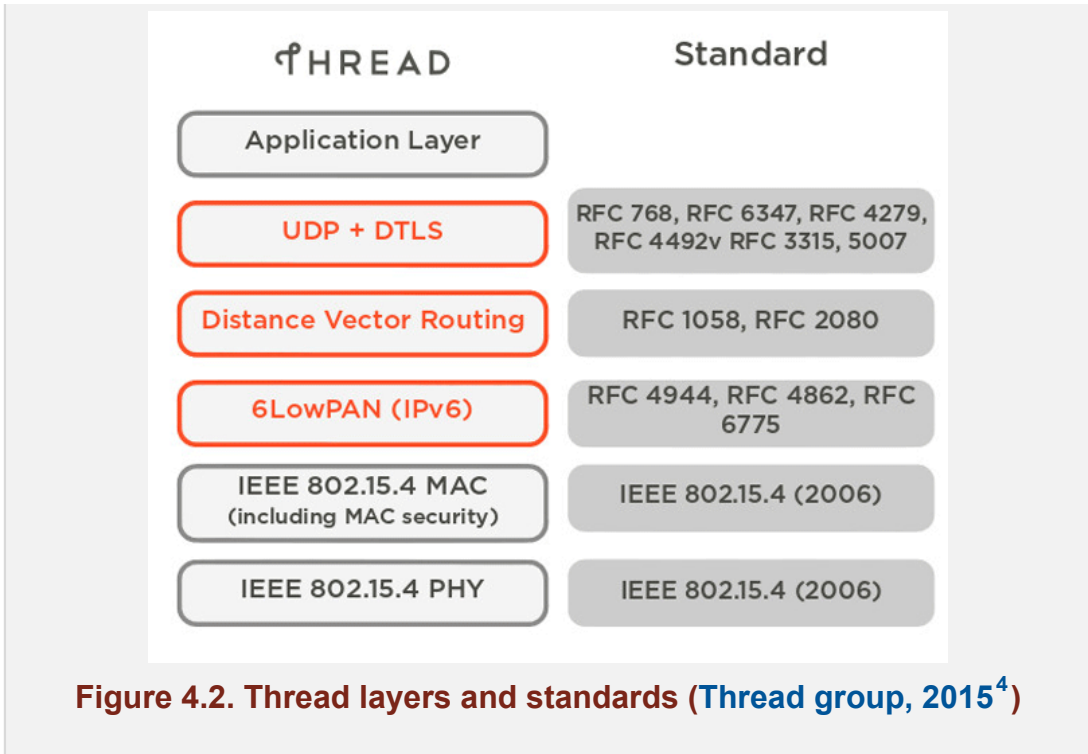 THREAD
Standard
Application Layer
UDP + DTLS
RFC 768, RFC 6347, RFC 4279,
RFC 4492v RFC 3315, 5007
Distance Vector Routing
RFC 1058, RFC 2080
6LowPAN (IPv6)
RFC 4944, RFC 4862, RFC
6775
IEEE 802.15.4 MAC
(including MAC security)
IEEE 802.15.4 (2006)
IEEE 802.15.4 PHY
IEEE 802.15.4 (2006)
Figure 4.2. Thread layers and standards (Thread group, 2015⁴)